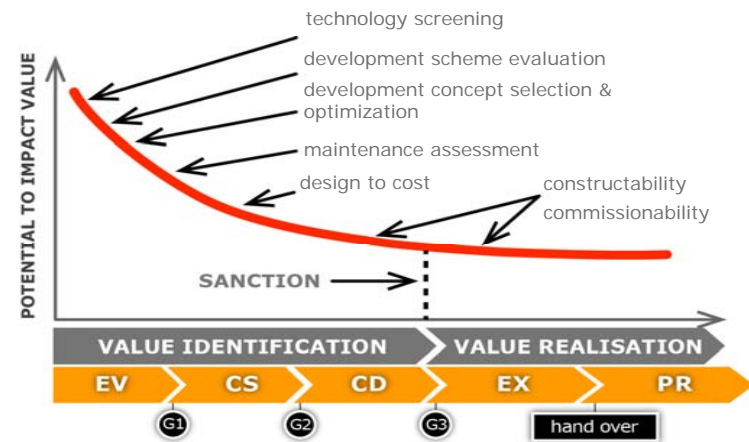 technology screening
development scheme evaluation
development concept selection &
optimization
maintenance assessment
design to cost
constructability
commissionability
POTENTIAL TO IMPACT VALUE
SANCTION
VALUE IDENTIFICATION
VALUE REALISATION
EV
CS
CD
EX
PR
G1
G2
G3
hand over